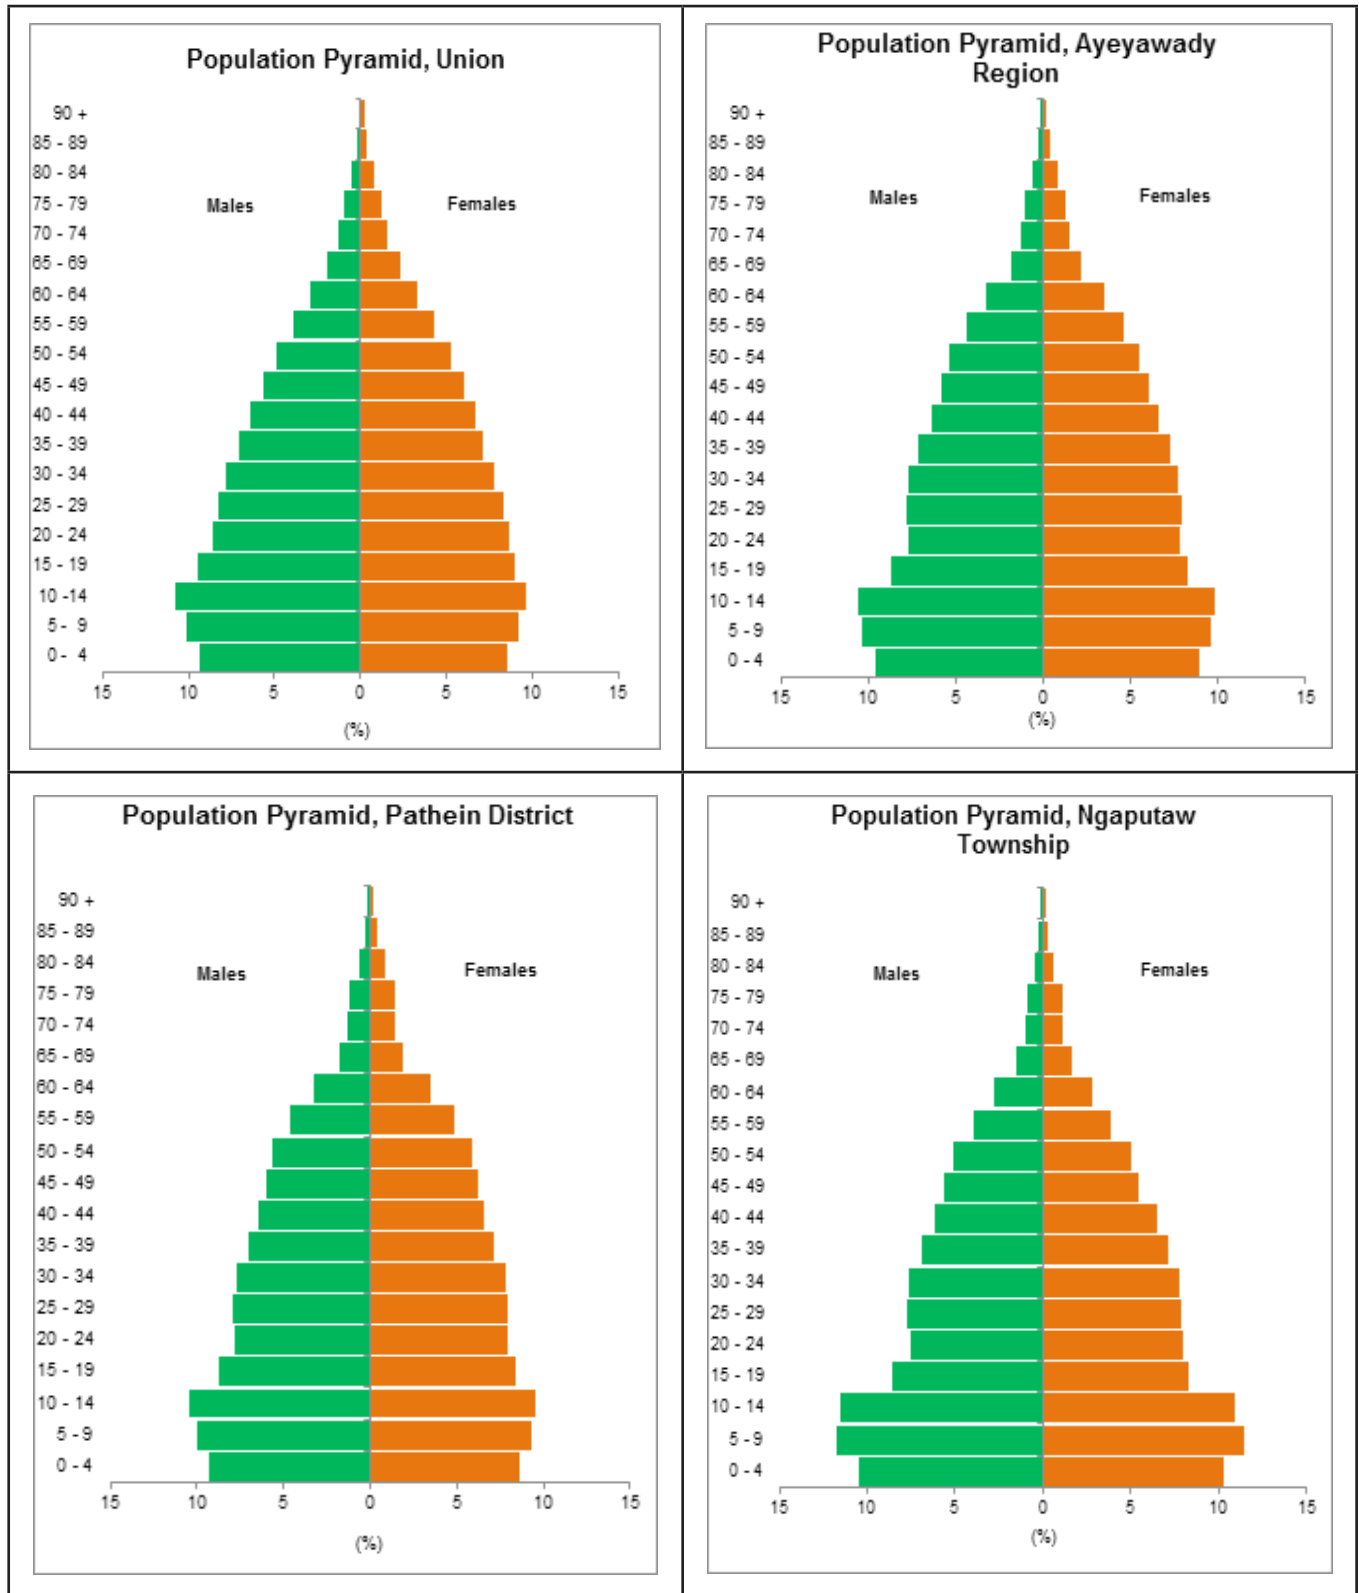 Population Pyramid, Union
90 +
85 - 89
80 - 84
75 - 79
70 - 74
65 - 69
60 - 64
55 - 59
50 - 54
45 - 49
40 - 44
35 - 39
30 - 34
25 - 29
20 - 24
15 - 19
10 -14
5 - 9
0 - 4
Males
Females
15 10 5 0 5 10 15
(%)
Population Pyramid, Ayeyawady
Region
90 +
85 - 89
80 - 84
75 - 79
70 - 74
65 - 69
60 - 64
55 - 59
50 - 54
45 - 49
40 - 44
35 - 39
30 - 34
25 - 29
20 - 24
15 - 19
10 - 14
5 - 9
0 - 4
Males
Females
15 10 5 0 5 10 15
(%)
Population Pyramid, Pathein District
90 +
85 - 89
80 - 84
75 - 79
70 - 74
65 - 69
60 - 64
55 - 59
50 - 54
45 - 49
40 - 44
35 - 39
30 - 34
25 - 29
20 - 24
15 - 19
10 - 14
5 - 9
0 - 4
Males
Females
15 10 5 0 5 10 15
(%)
Population Pyramid, Ngaputaw
Township
90 +
85 - 89
80 - 84
75 - 79
70 - 74
65 - 69
60 - 64
55 - 59
50 - 54
45 - 49
40 - 44
35 - 39
30 - 34
25 - 29
20 - 24
15 - 19
10 - 14
5 - 9
0 - 4
Males
Females
15 10 5 0 5 10 15
(%)